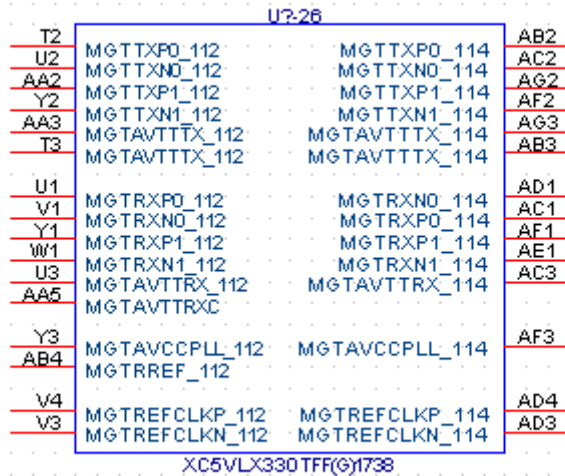 U?-26
T2 MGTTXP0_112 MGTTXP0_114 AB2
U2 MGTTXN0_112 MGTTXN0_114 AC2
AA2 MGTTXP1_112 MGTTXP1_114 AG2
Y2 MGTTXN1_112 MGTTXN1_114 AF2
AA3 MGTAVTTTX_112 MGTAVTTTX_114 AG3
T3 MGTAVTTTX_112 MGTAVTTTX_114 AB3
U1 MGTRXP0_112 MGTRXN0_114 AD1
V1 MGTRXN0_112 MGTRXP0_114 AC1
Y1 MGTRXP1_112 MGTRXP1_114 AF1
W1 MGTRXN1_112 MGTRXN1_114 AE1
U3 MGTAVTTRX_112 MGTAVTTRX_114 AC3
AA5 MGTAVTTRXC
Y3 MGTAVCCPLL_112 MGTAVCCPLL_114 AF3
AB4 MGTRREF_112
V4 MGTREFCLKP_112 MGTREFCLKP_114 AD4
V3 MGTREFCLKN_112 MGTREFCLKN_114 AD3
XC5VLX330TFF(G)1738